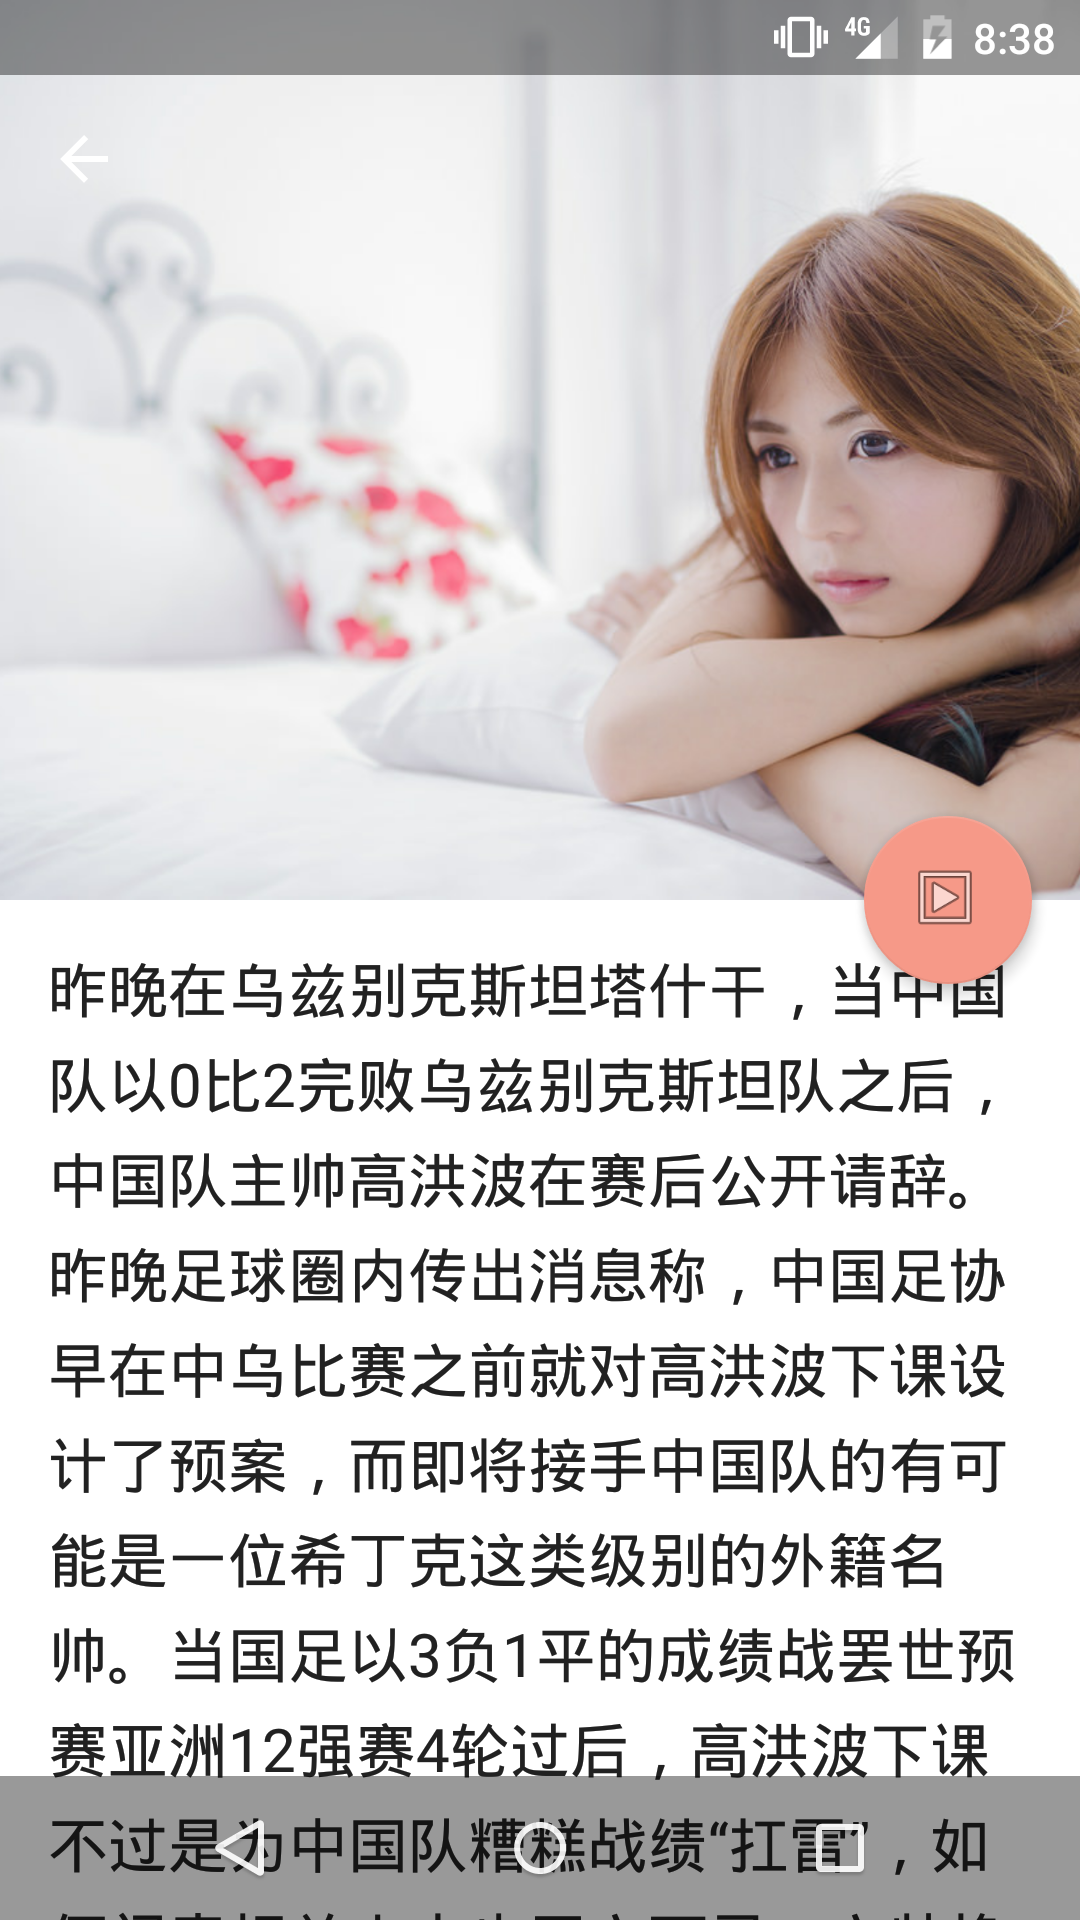 4G 8:38
昨晚在乌兹别克斯坦塔什干，当中国
队以0比2完败乌兹别克斯坦队之后，
中国队主帅高洪波在赛后公开请辞。
昨晚足球圈内传出消息称，中国足协
早在中乌比赛之前就对高洪波下课设
计了预案，而即将接手中国队的有可
能是一位希丁克这类级别的外籍名
帅。当国足以3负1平的成绩战罢世预
赛亚洲12强赛4轮过后，高洪波下课
不过是为中国队糟糕战绩“扛雷”，如